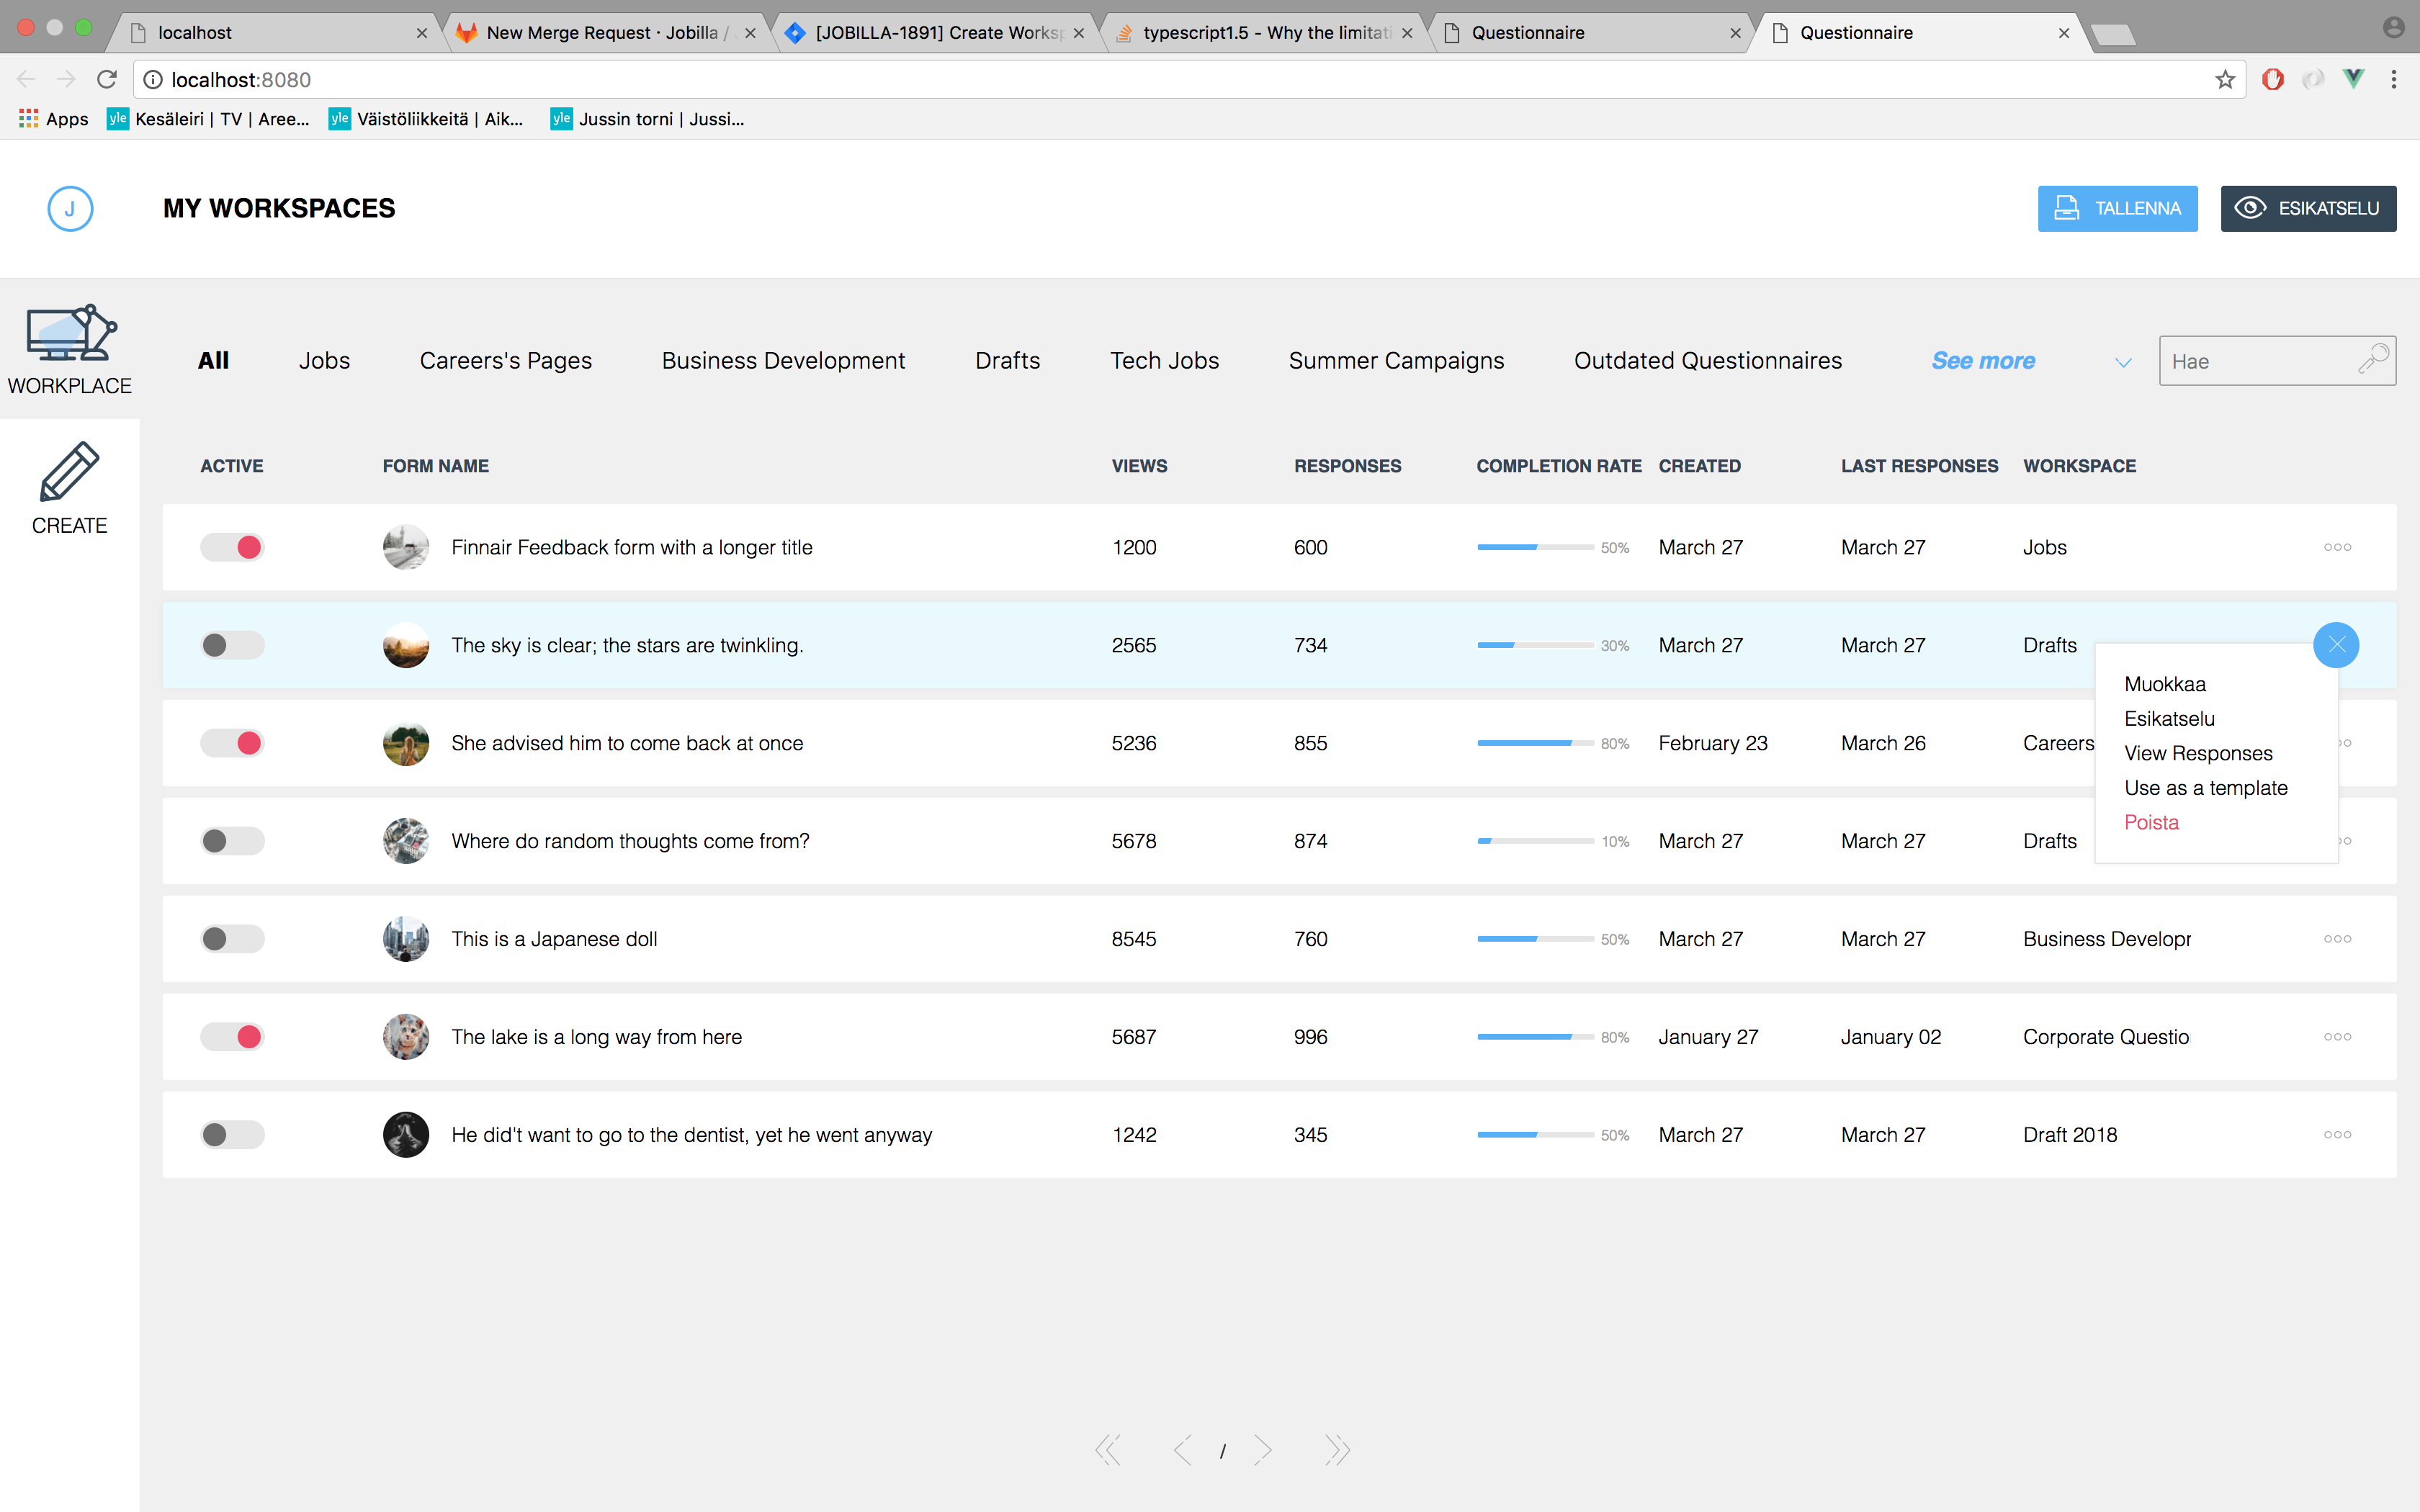 localhost
New Merge Request · Jobilla /
[JOBILLA-1891] Create Worksp
typescript1.5 - Why the limitati
Questionnaire
Questionnaire
localhost:8080
Apps
yle Kesäleiri | TV | Aree...
yle Väistöliikkeitä | Aik...
yle Jussin torni | Jussi...
J
MY WORKSPACES
TALLENNA
ESIKATSELU
WORKPLACE
CREATE
All Jobs Careers's Pages Business Development Drafts Tech Jobs Summer Campaigns Outdated Questionnaires See more Hae
ACTIVE FORM NAME VIEWS RESPONSES COMPLETION RATE CREATED LAST RESPONSES WORKSPACE
Finnair Feedback form with a longer title 1200 600 50% March 27 March 27 Jobs
The sky is clear; the stars are twinkling. 2565 734 30% March 27 March 27 Drafts
She advised him to come back at once 5236 855 80% February 23 March 26 Careers
Where do random thoughts come from? 5678 874 10% March 27 March 27 Drafts
This is a Japanese doll 8545 760 50% March 27 March 27 Business Developr
The lake is a long way from here 5687 996 80% January 27 January 02 Corporate Questio
He did't want to go to the dentist, yet he went anyway 1242 345 50% March 27 March 27 Draft 2018
Muokkaa
Esikatselu
View Responses
Use as a template
Poista
/